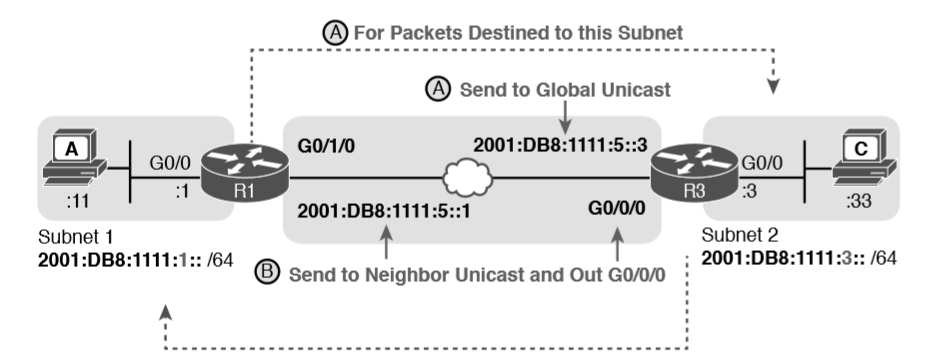 A For Packets Destined to this Subnet
A Send to Global Unicast
A
G0/0
G0/1/0
2001:DB8:1111:5::3
G0/0
C
:11
:1
R1
R3
:3
:33
2001:DB8:1111:5::1
G0/0/0
Subnet 1
2001:DB8:1111:1:: /64
Subnet 2
2001:DB8:1111:3:: /64
B Send to Neighbor Unicast and Out G0/0/0